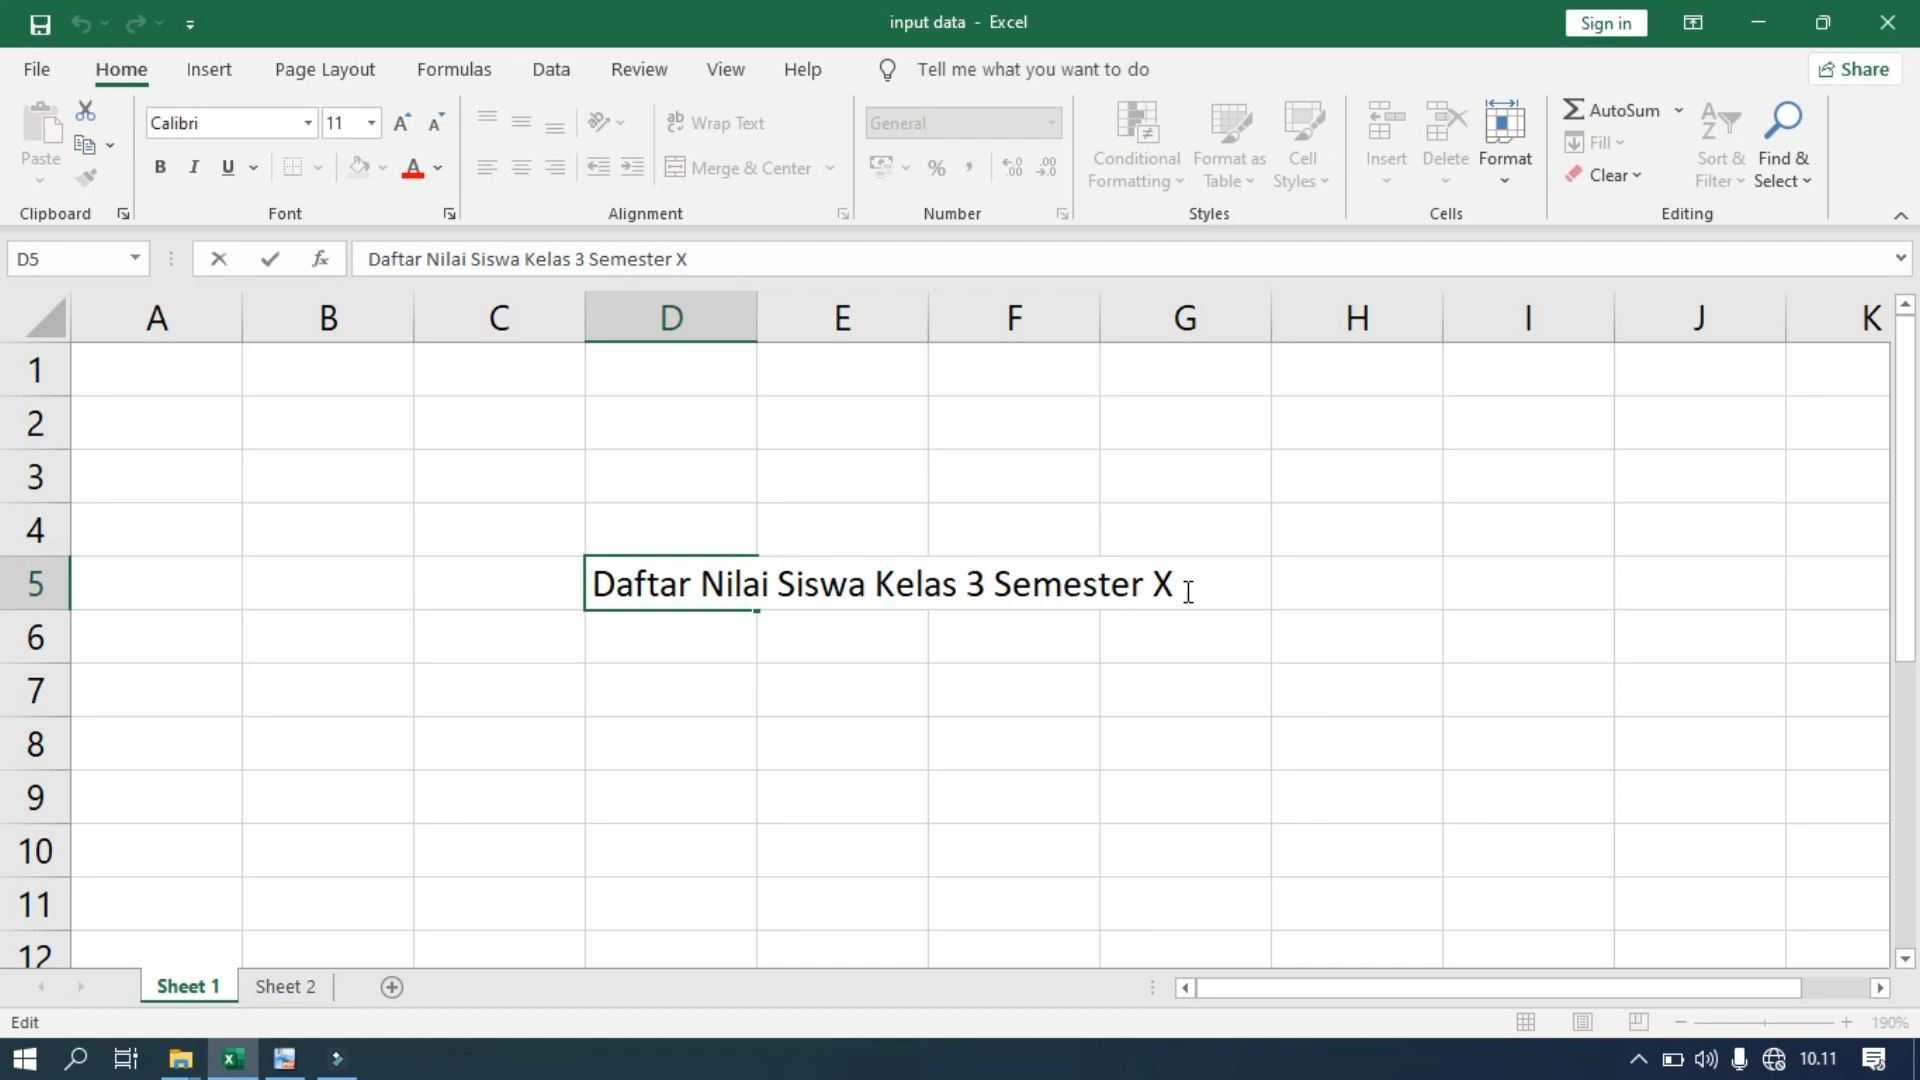 input data - Excel
Sign in
File Home Insert Page Layout Formulas Data Review View Help Tell me what you want to do Share
Paste
Clipboard
Calibri 11 A A
B I U A
Font
ab Wrap Text
Merge & Center
Alignment
General
% ,
Number
Conditional Formatting
Format as Table
Cell Styles
Styles
Insert Delete Format
Cells
AutoSum
Fill
Clear
Sort & Filter
Find & Select
Editing
D5 fx Daftar Nilai Siswa Kelas 3 Semester X
A B C D E F G H I J K
1
2
3
4
5 Daftar Nilai Siswa Kelas 3 Semester X
6
7
8
9
10
11
12
Sheet 1 Sheet 2
Edit 190%
10.11